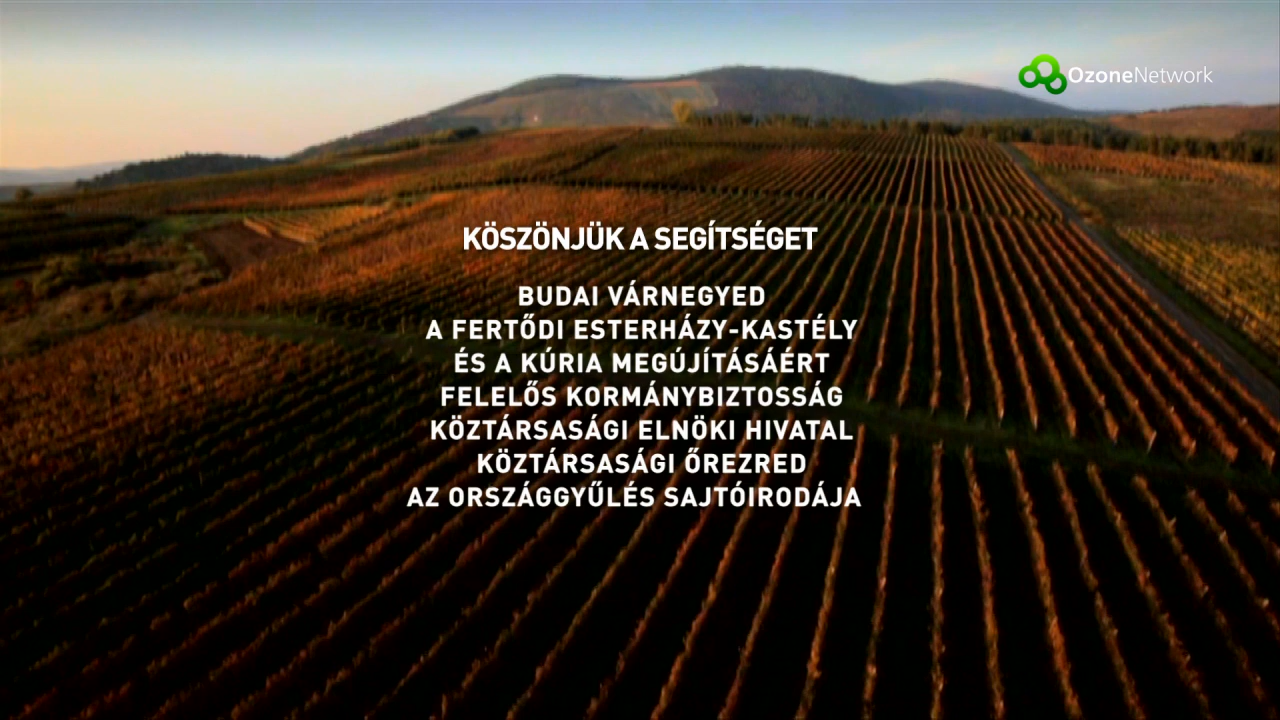 OzoneNetwork
KÖSZÖNJÜK A SEGÍTSÉGET
BUDAI VÁRNEGYED
A FERTŐDI ESTERHÁZY-KASTÉLY
ÉS A KÚRIA MEGÚJÍTÁSÁÉRT
FELELŐS KORMÁNYBIZTOSSÁG
KÖZTÁRSASÁGI ELNÖKI HIVATAL
KÖZTÁRSASÁGI ŐREZRED
AZ ORSZÁGGYŰLÉS SAJTÓIRODÁJA